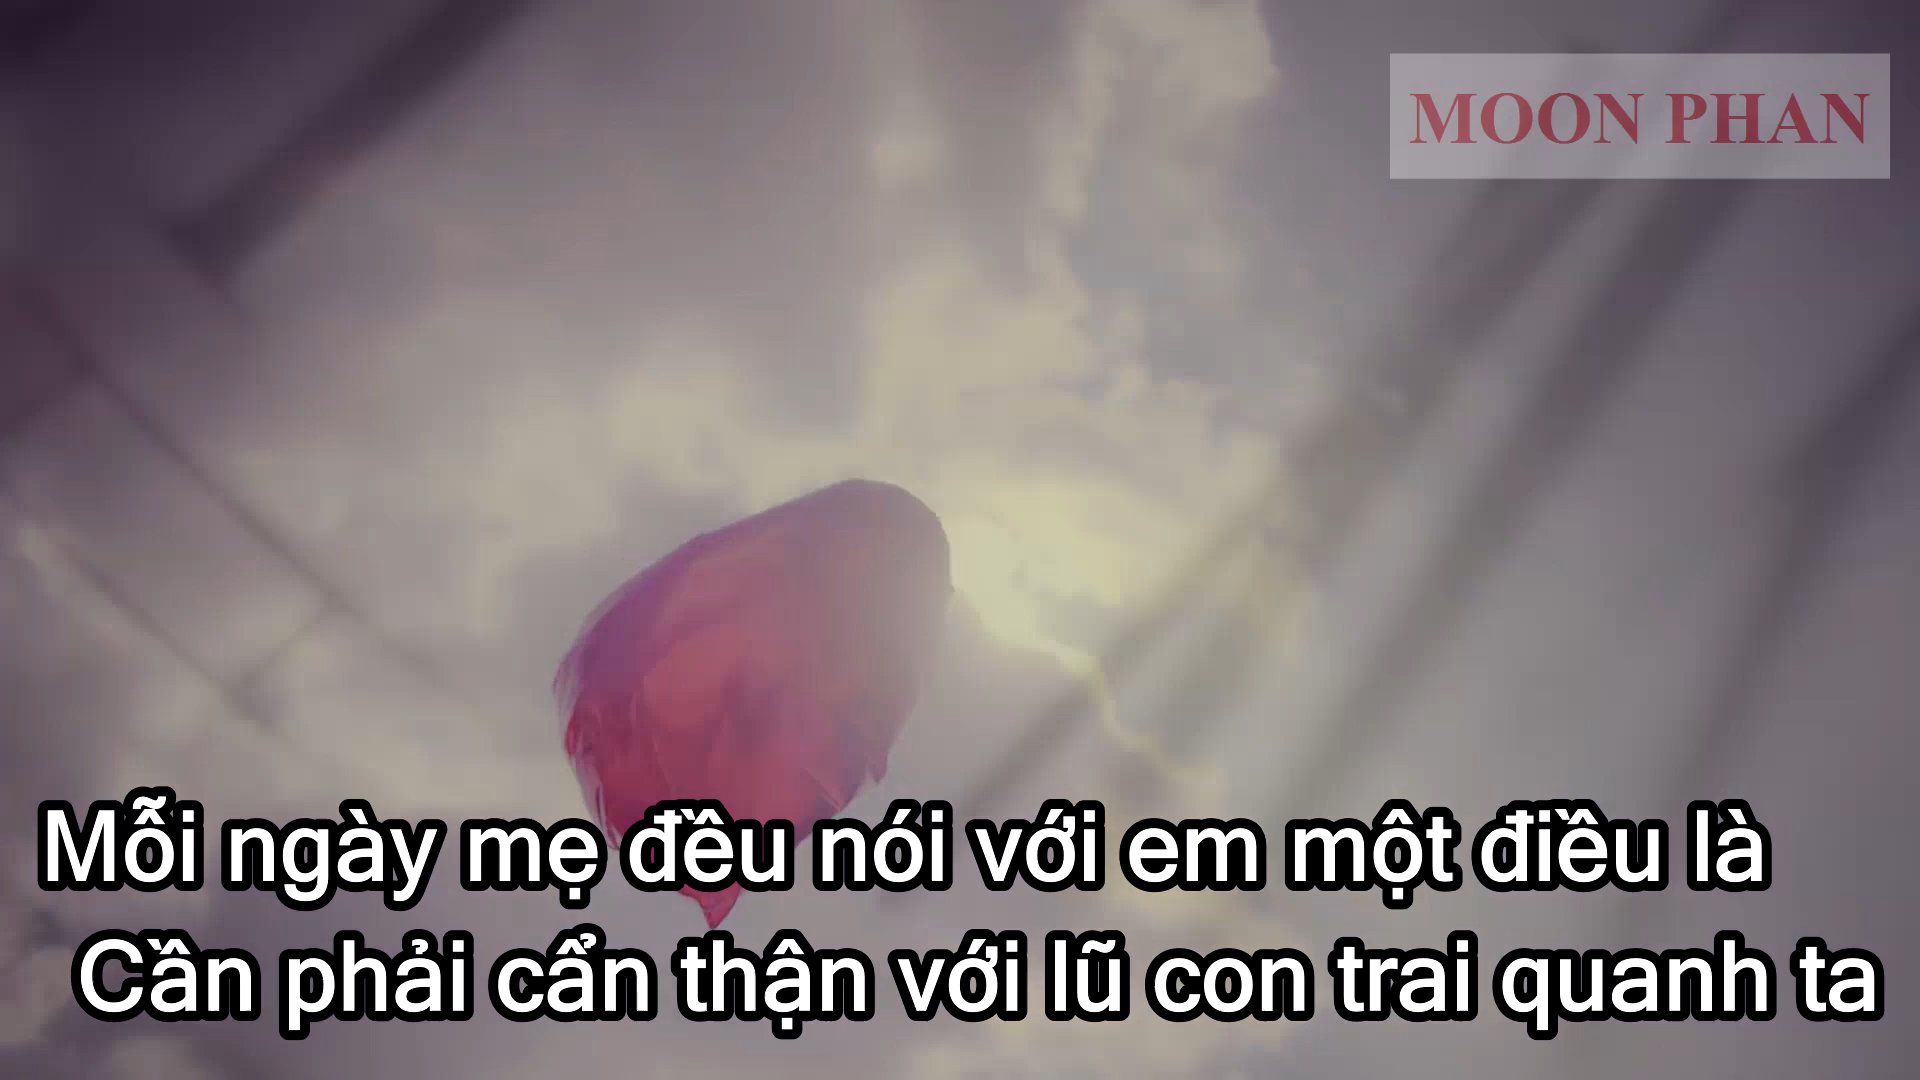 MOON PHAN
Mỗi ngày mẹ đều nói với em một điều là
Cần phải cẩn thận với lũ con trai quanh ta